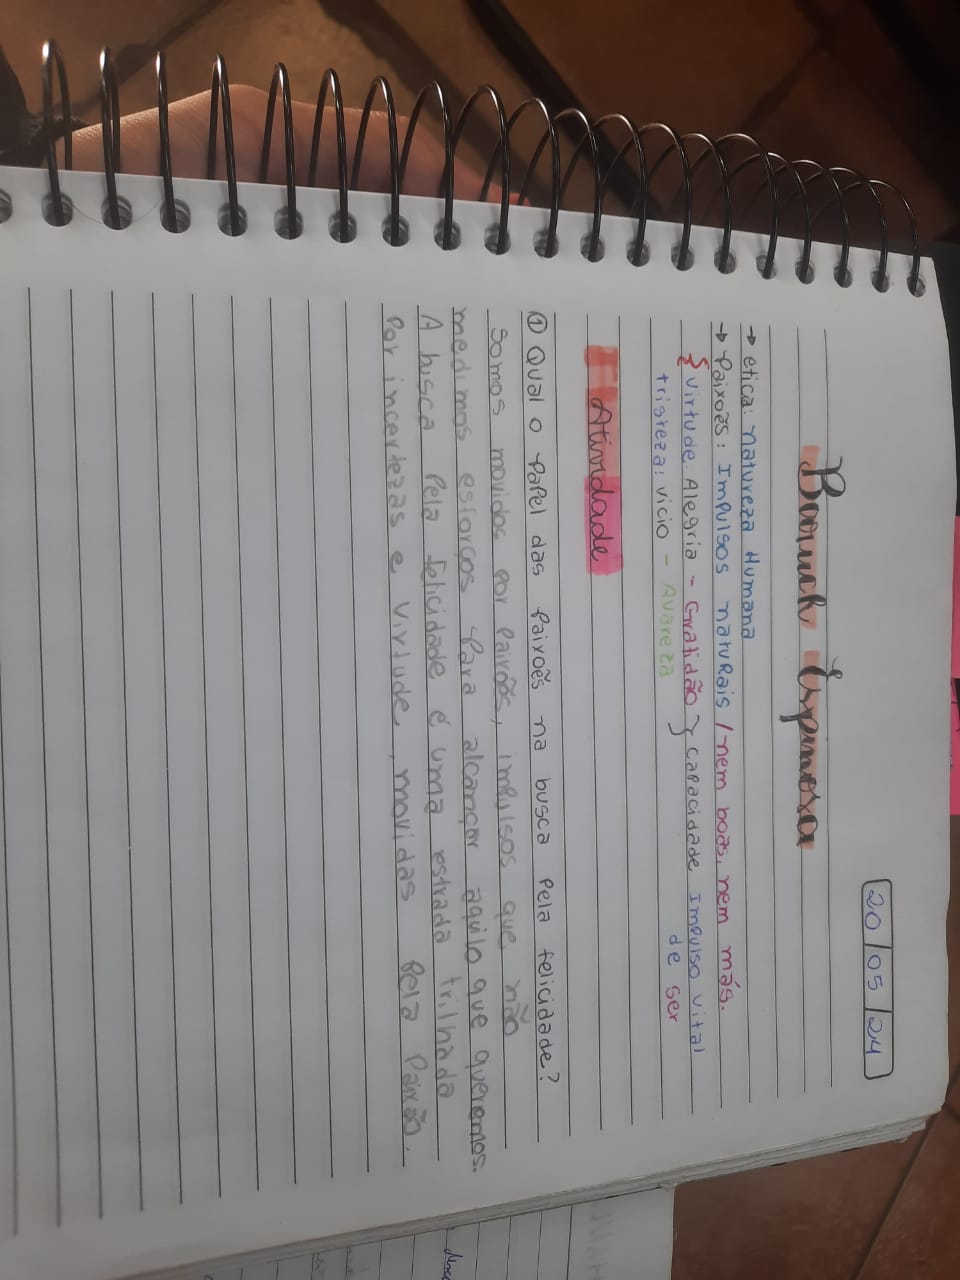 20/05/24
Baruch Espinosa
→ etica: natureza Humana
→ Paixões: Impulsos naturais / nem boas, nem más.
{ virtude: Alegria - Gratidão } capacidade Impulso vital
tristeza: vicio - Avareza de ser
Atividade
① Qual o papel das paixões na busca pela felicidade?
Somos movidos por paixões, impulsos que não
medimos esforços para alcançar aquilo que queremos.
A busca pela felicidade é uma estrada trilhada
Por incertezas e virtude, movidas pela paixão.